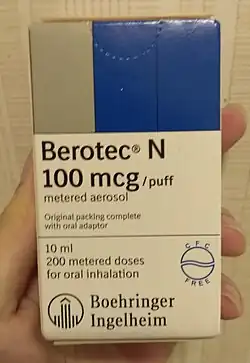 Berotec® N
100 mcg/puff
metered aerosol
Original packing complete
with oral adaptor
10 ml
200 metered doses
for oral inhalation
CFC
FREE
Boehringer
Ingelheim